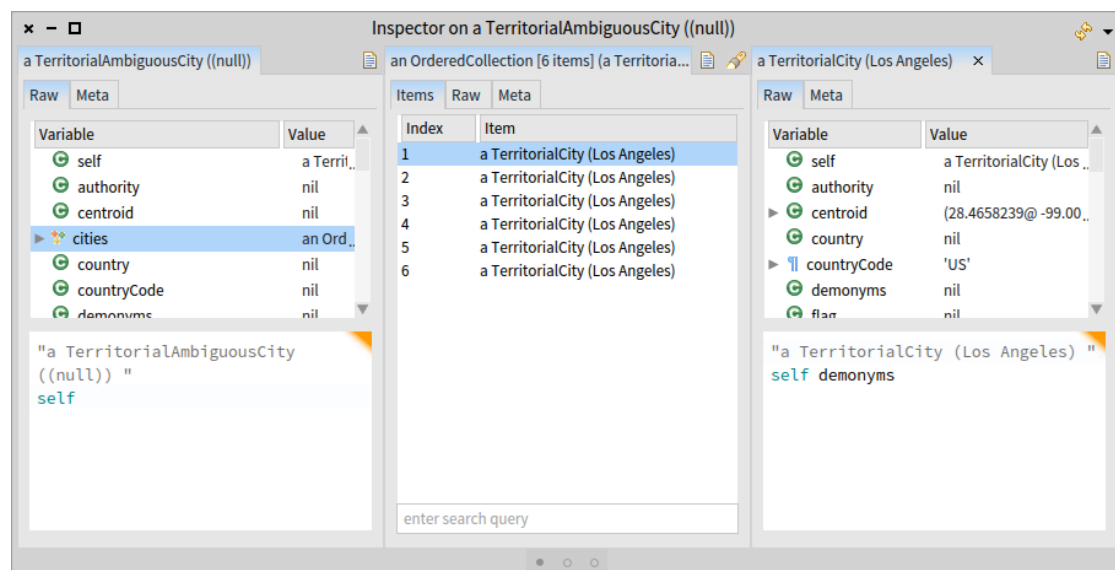 Inspector on a TerritorialAmbiguousCity ((null))
a TerritorialAmbiguousCity ((null))
Raw Meta
Variable Value
self a Territ..
authority nil
centroid nil
cities an Ord..
country nil
countryCode nil
demonyms nil
"a TerritorialAmbiguousCity
((null)) "
self
an OrderedCollection [6 items] (a Territoria...
Items Raw Meta
Index Item
1 a TerritorialCity (Los Angeles)
2 a TerritorialCity (Los Angeles)
3 a TerritorialCity (Los Angeles)
4 a TerritorialCity (Los Angeles)
5 a TerritorialCity (Los Angeles)
6 a TerritorialCity (Los Angeles)
enter search query
a TerritorialCity (Los Angeles)
Raw Meta
Variable Value
self a TerritorialCity (Los ..
authority nil
centroid (28.4658239@ -99.00..
country nil
countryCode 'US'
demonyms nil
flag nil
"a TerritorialCity (Los Angeles) "
self demonyms